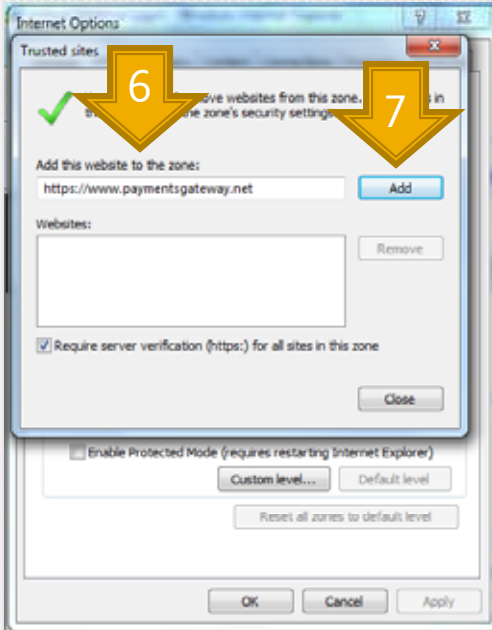 Internet Options
Trusted sites
6
7
ove websites from this zone.
in
the zone's security settings
Add this website to the zone:
https://www.paymentsgateway.net
Add
Websites:
Remove
Require server verification (https:) for all sites in this zone
Close
Enable Protected Mode (requires restarting Internet Explorer)
Custom level...
Default level
Reset all zones to default level
OK
Cancel
Apply